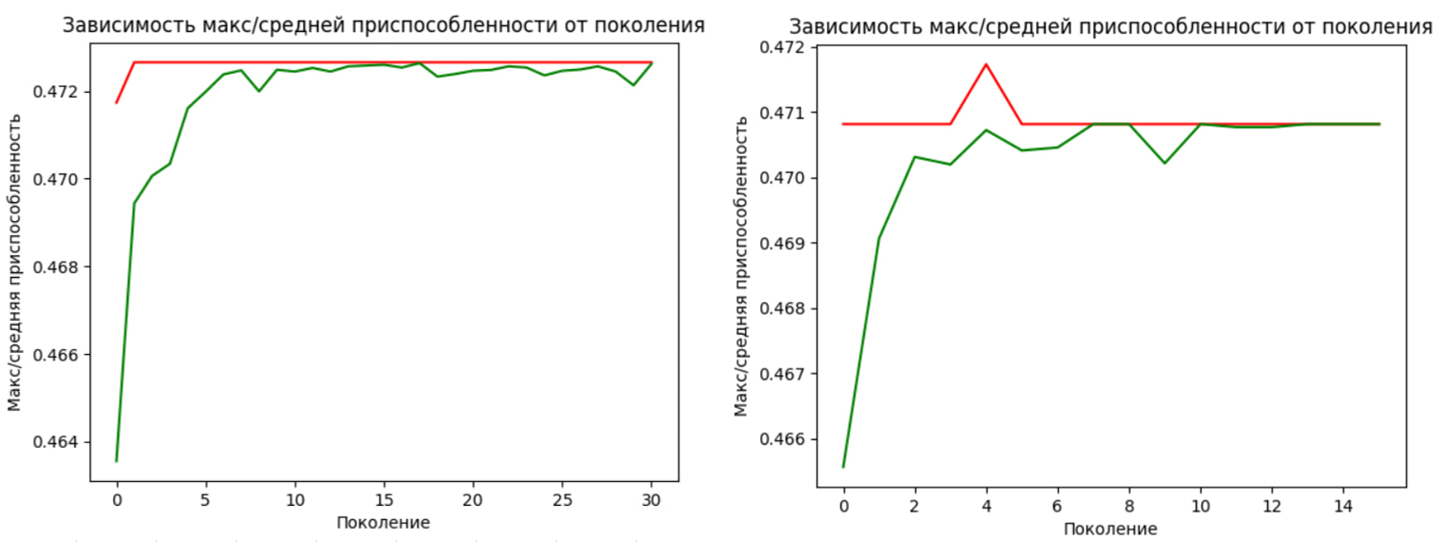 Зависимость макс/средней приспособленности от поколения
Макс/средняя приспособленность
0.472
0.470
0.468
0.466
0.464
0 5 10 15 20 25 30
Поколение
Зависимость макс/средней приспособленности от поколения
Макс/средняя приспособленность
0.472
0.471
0.470
0.469
0.468
0.467
0.466
0 2 4 6 8 10 12 14
Поколение